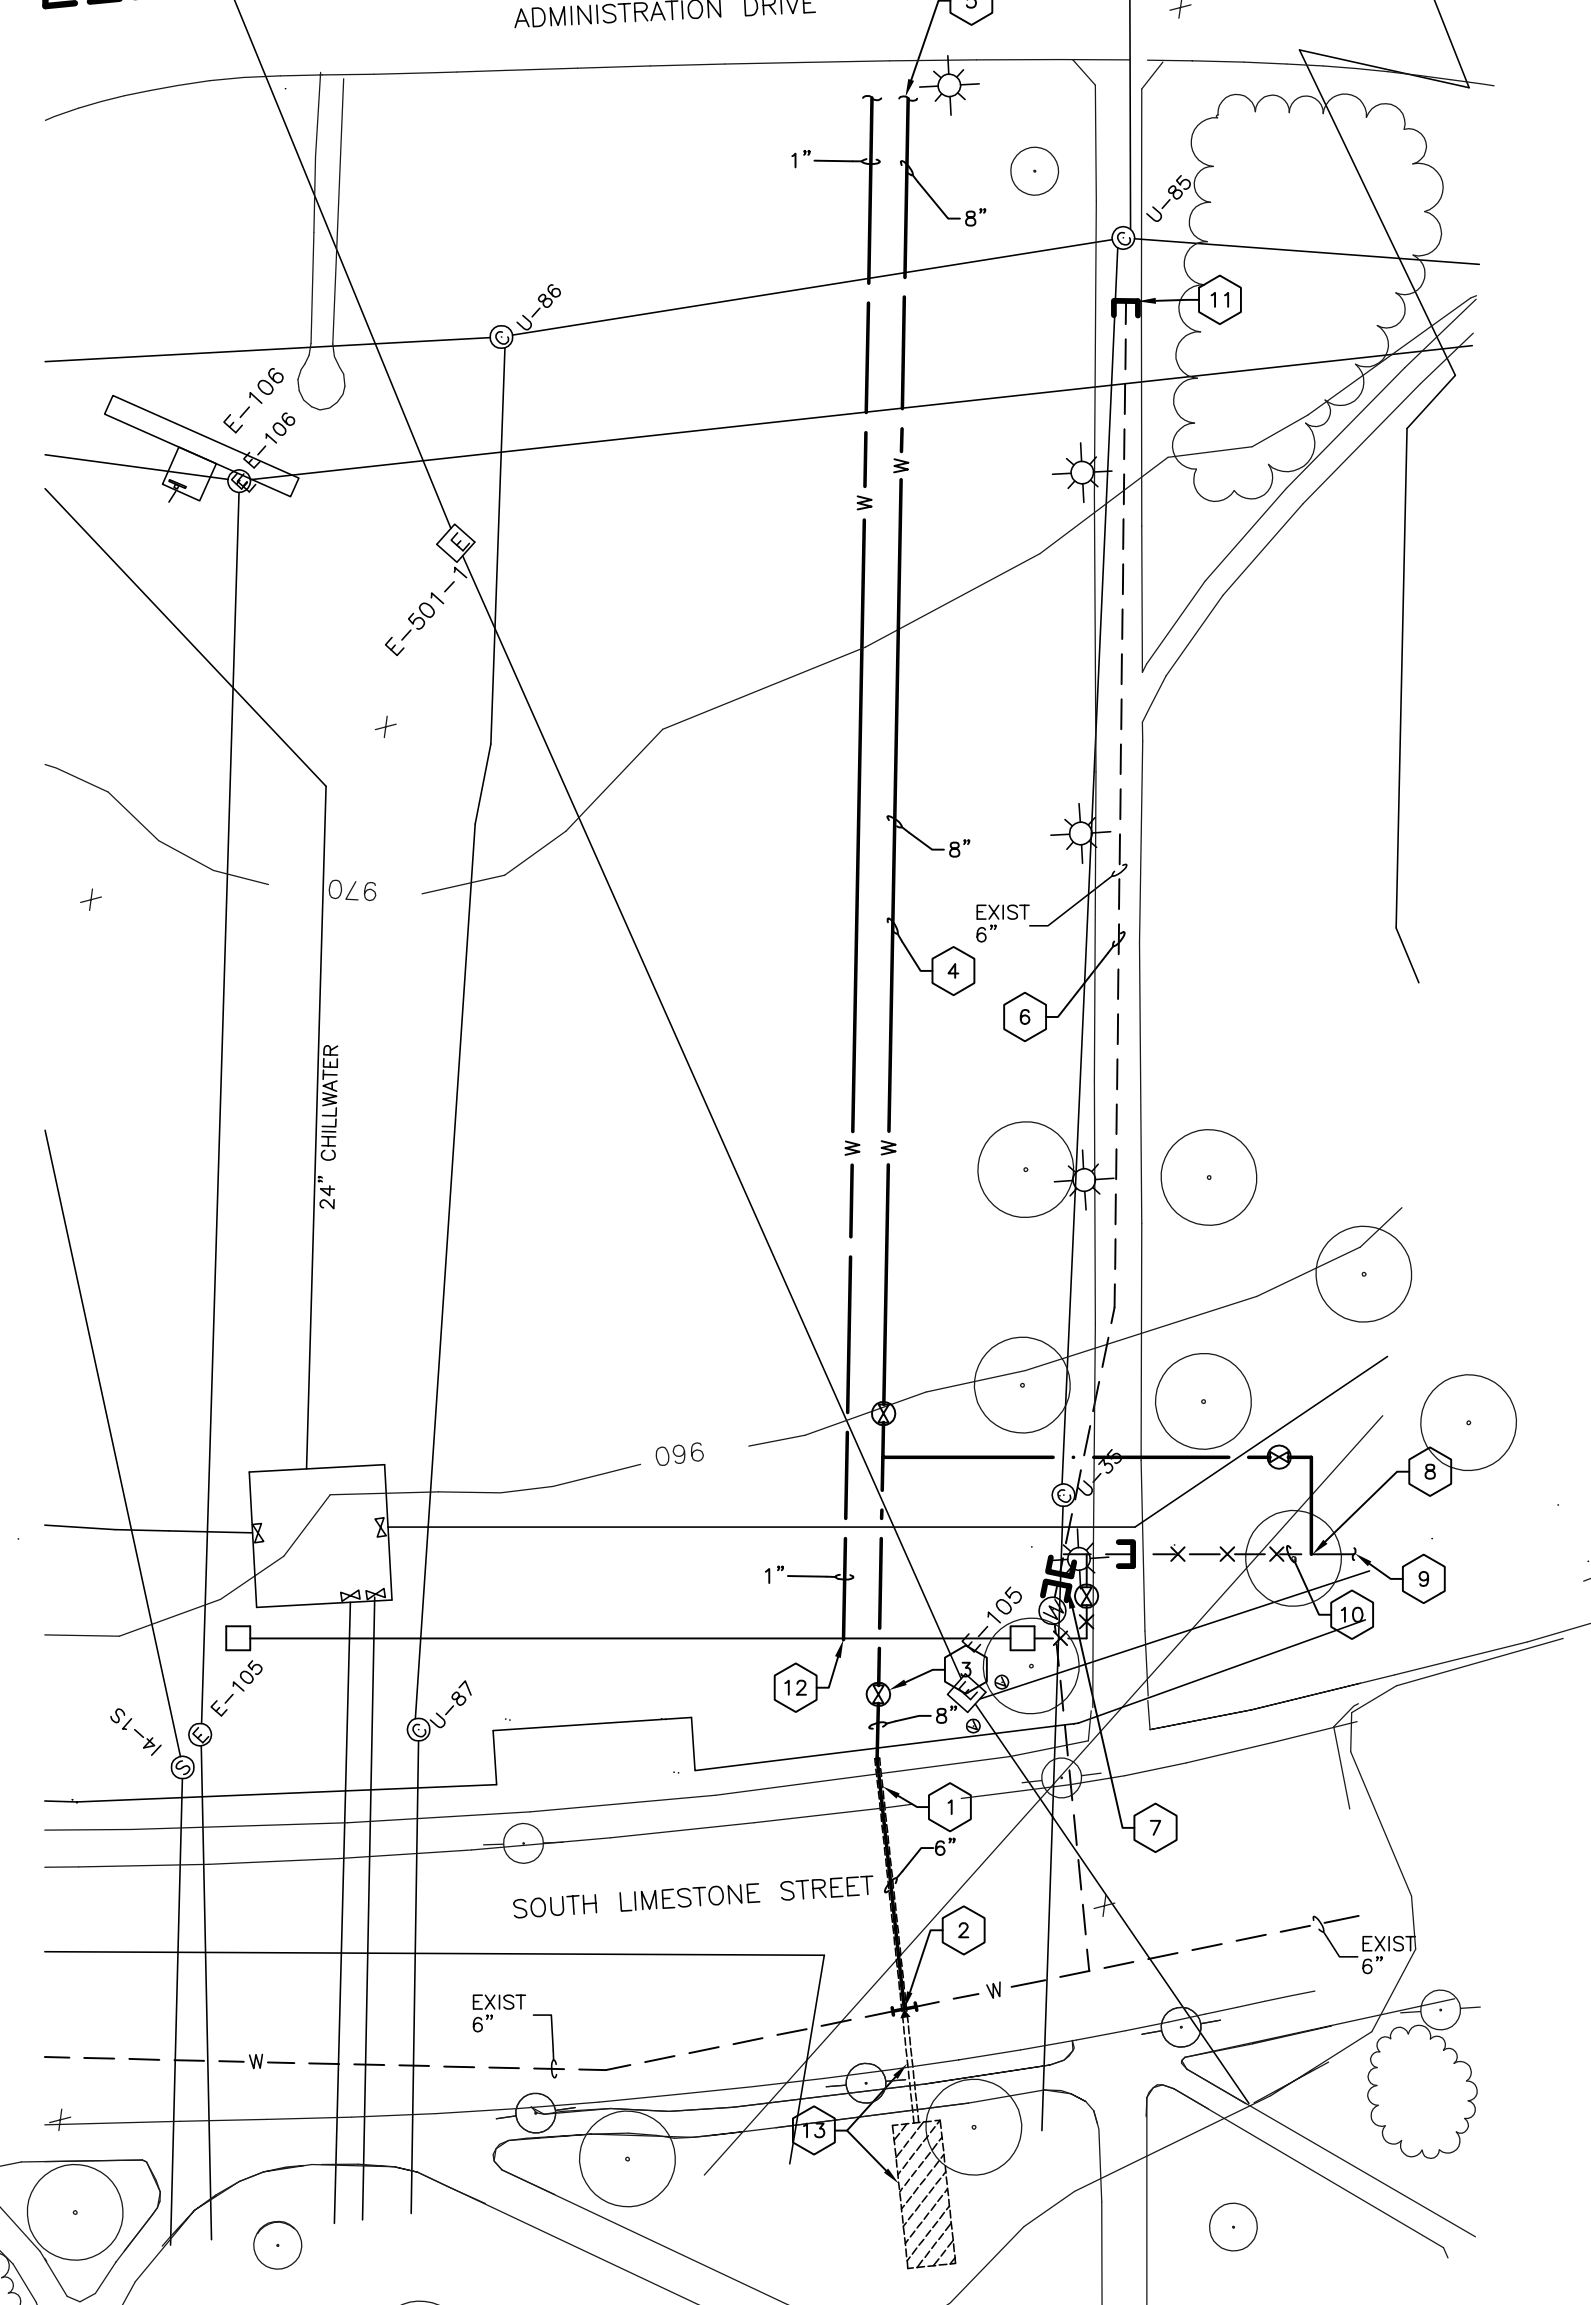 ADMINISTRATION DRIVE
5
1"
8"
U-85
11
U-86
E-106
E-106
E
C
C
W
W
E
E-501-1
8"
970
EXIST
6"
4
6
24" CHILLWATER
W
W
960
U-35
C
8
9
10
1"
E-105
W
12
3
E
V
V
8"
E-105
U-87
I4-1S
E
C
S
1
7
6"
SOUTH LIMESTONE STREET
2
EXIST
6"
W
EXIST
6"
W
13